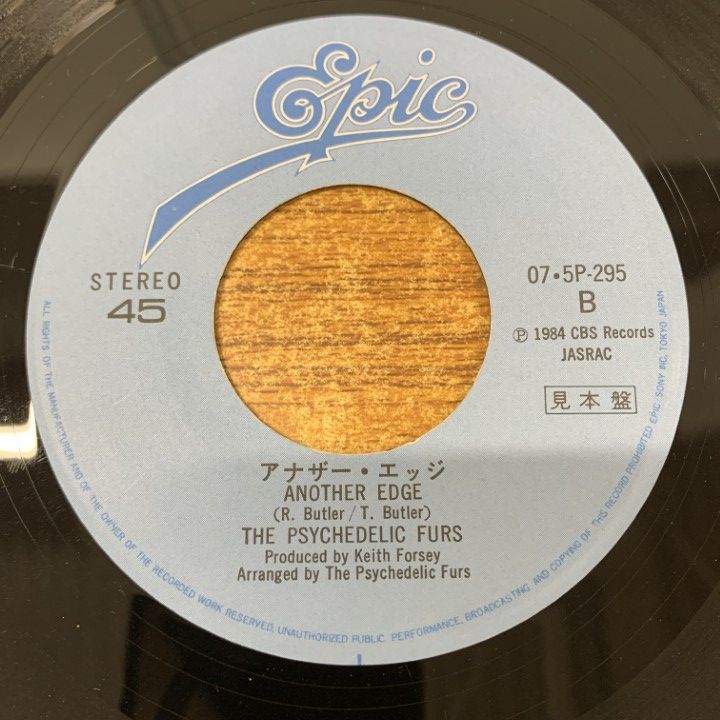 Epic
STEREO
45
07•5P-295
B
Ⓟ 1984 CBS Records
JASRAC
見本盤
アナザー・エッジ
ANOTHER EDGE
(R. Butler / T. Butler)
THE PSYCHEDELIC FURS
Produced by Keith Forsey
Arranged by The Psychedelic Furs
ALL RIGHTS OF THE MANUFACTURER AND OF THE OWNER OF THE RECORDED WORK RESERVED, UNAUTHORIZED PUBLIC PERFORMANCE, BROADCASTING AND COPYING OF THIS RECORD PROHIBITED EPIC/SONY INC, TOKYO JAPAN